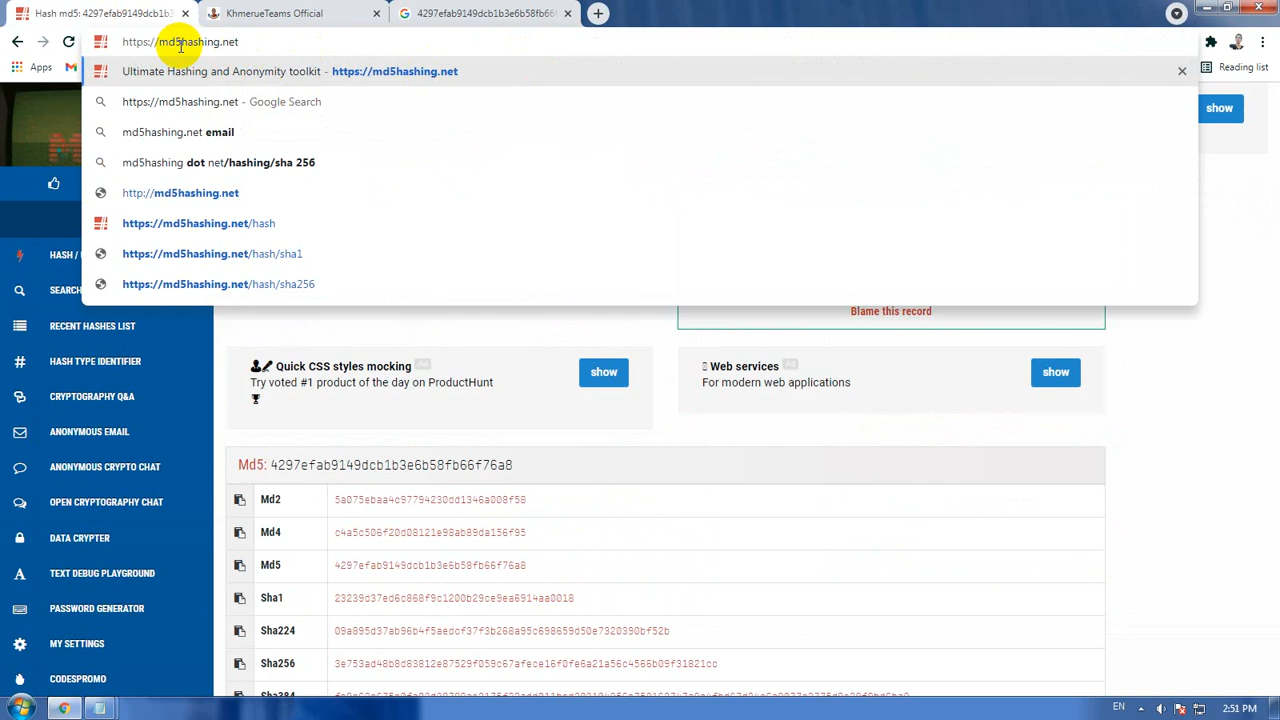 Hash md5: 4297efab9149dcb1b3
KhmerueTeams Official
4297efab9149dcb1b3e6b58fb66f
https://md5hashing.net
Apps
Reading list
Ultimate Hashing and Anonymity toolkit - https://md5hashing.net
https://md5hashing.net - Google Search
md5hashing.net email
md5hashing dot net/hashing/sha 256
http://md5hashing.net
https://md5hashing.net/hash
https://md5hashing.net/hash/sha1
https://md5hashing.net/hash/sha256
show
HASH /
SEARCH
RECENT HASHES LIST
HASH TYPE IDENTIFIER
CRYPTOGRAPHY Q&A
ANONYMOUS EMAIL
ANONYMOUS CRYPTO CHAT
OPEN CRYPTOGRAPHY CHAT
DATA CRYPTER
TEXT DEBUG PLAYGROUND
PASSWORD GENERATOR
MY SETTINGS
CODESPROMO
Blame this record
Quick CSS styles mocking Ad
Try voted #1 product of the day on ProductHunt
show
Web services Ad
For modern web applications
show
Md5: 4297efab9149dcb1b3e6b58fb66f76a8
Md2 5a075ebaa4c97794230dd1346a008f58
Md4 c4a5c506f20d08121e98ab89da156f95
Md5 4297efab9149dcb1b3e6b58fb66f76a8
Sha1 23239d37ed6c868f9c1200b29ce9ea6914aa0018
Sha224 09a895d37ab96b4f5aedcf37f3b268a95c698659d50e7320390bf52b
Sha256 3e753ad48b8d83812e87529f059c67afece16f0fe6a21a56c4566b09f31821cc
Sha384
EN
2:51 PM